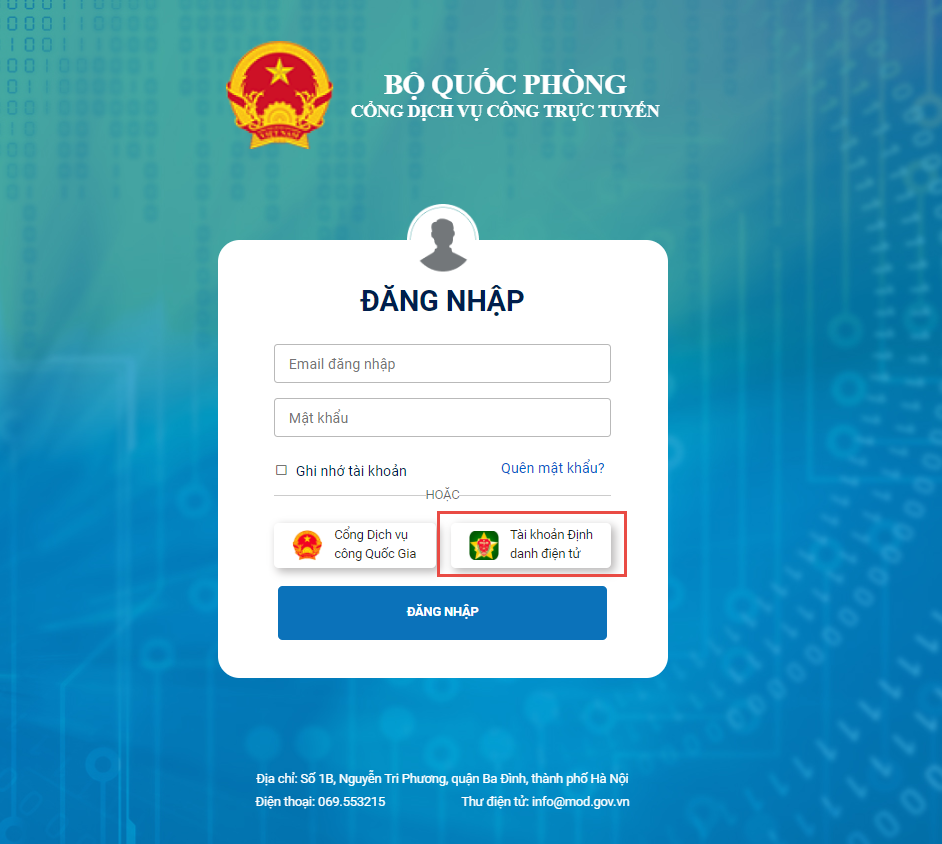 BỘ QUỐC PHÒNG
CỔNG DỊCH VỤ CÔNG TRỰC TUYẾN
ĐĂNG NHẬP
Email đăng nhập
Mật khẩu
Ghi nhớ tài khoản
Quên mật khẩu?
HOẶC
Cổng Dịch vụ
công Quốc Gia
Tài khoản Định
danh điện tử
ĐĂNG NHẬP
Địa chỉ: Số 1B, Nguyễn Tri Phương, quận Ba Đình, thành phố Hà Nội
Điện thoại: 069.553215
Thư điện tử: info@mod.gov.vn